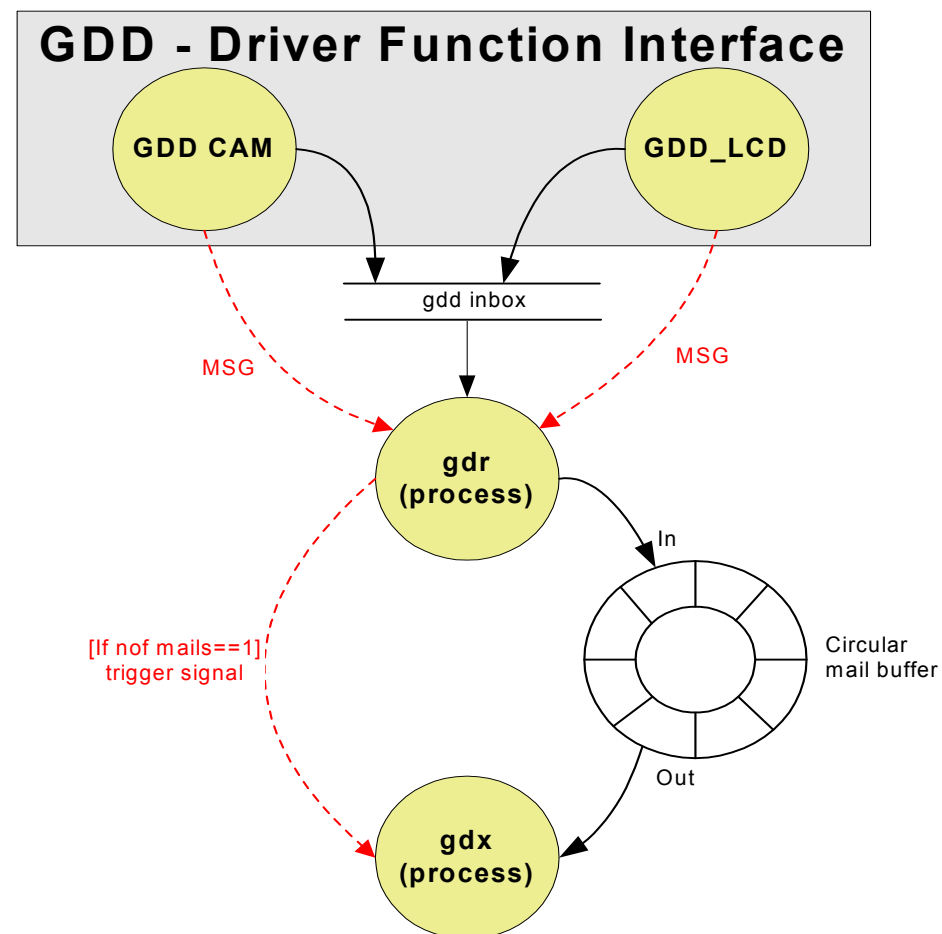 GDD - Driver Function Interface
GDD CAM
GDD_LCD
gdd inbox
MSG
MSG
gdr
(process)
In
[If nof mails==1]
trigger signal
Circular
mail buffer
Out
gdx
(process)